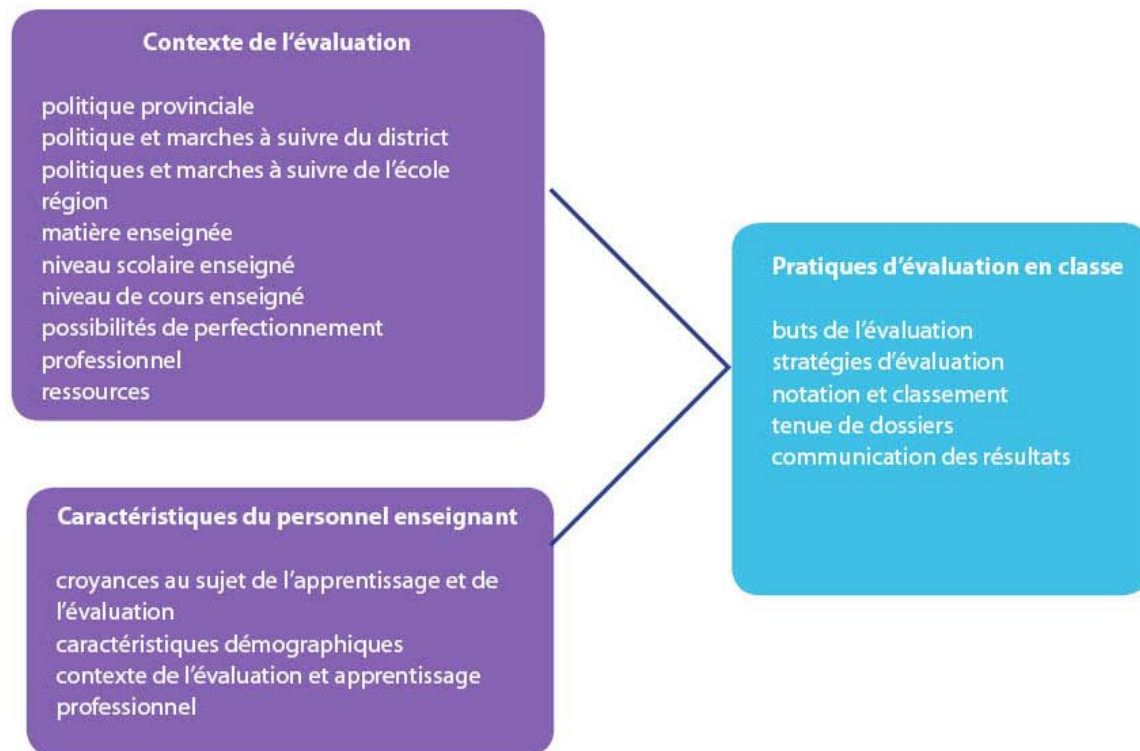 Contexte de l'évaluation
politique provinciale
politique et marches à suivre du district
politiques et marches à suivre de l'école
région
matière enseignée
niveau scolaire enseigné
niveau de cours enseigné
possibilités de perfectionnement
professionnel
ressources
Caractéristiques du personnel enseignant
croyances au sujet de l'apprentissage et de
l'évaluation
caractéristiques démographiques
contexte de l'évaluation et apprentissage
professionnel
Pratiques d'évaluation en classe
buts de l'évaluation
stratégies d'évaluation
notation et classement
tenue de dossiers
communication des résultats